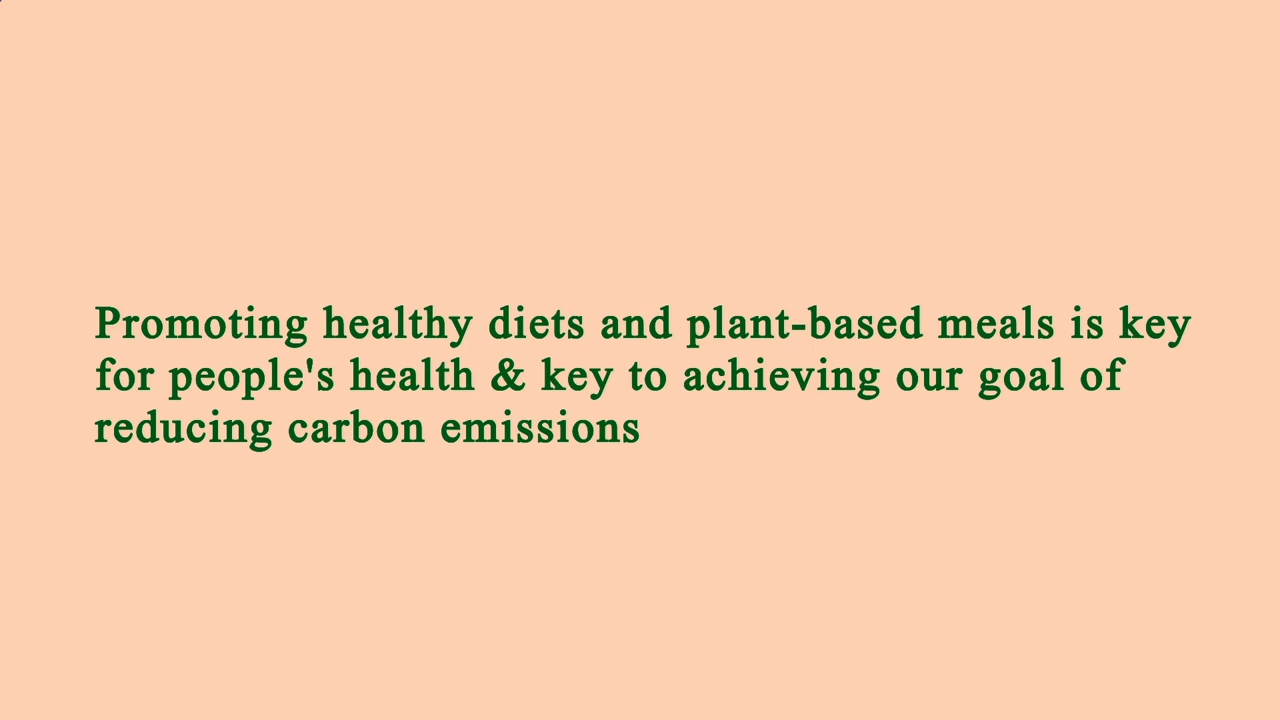 Promoting healthy diets and plant-based meals is key
for people's health & key to achieving our goal of
reducing carbon emissions